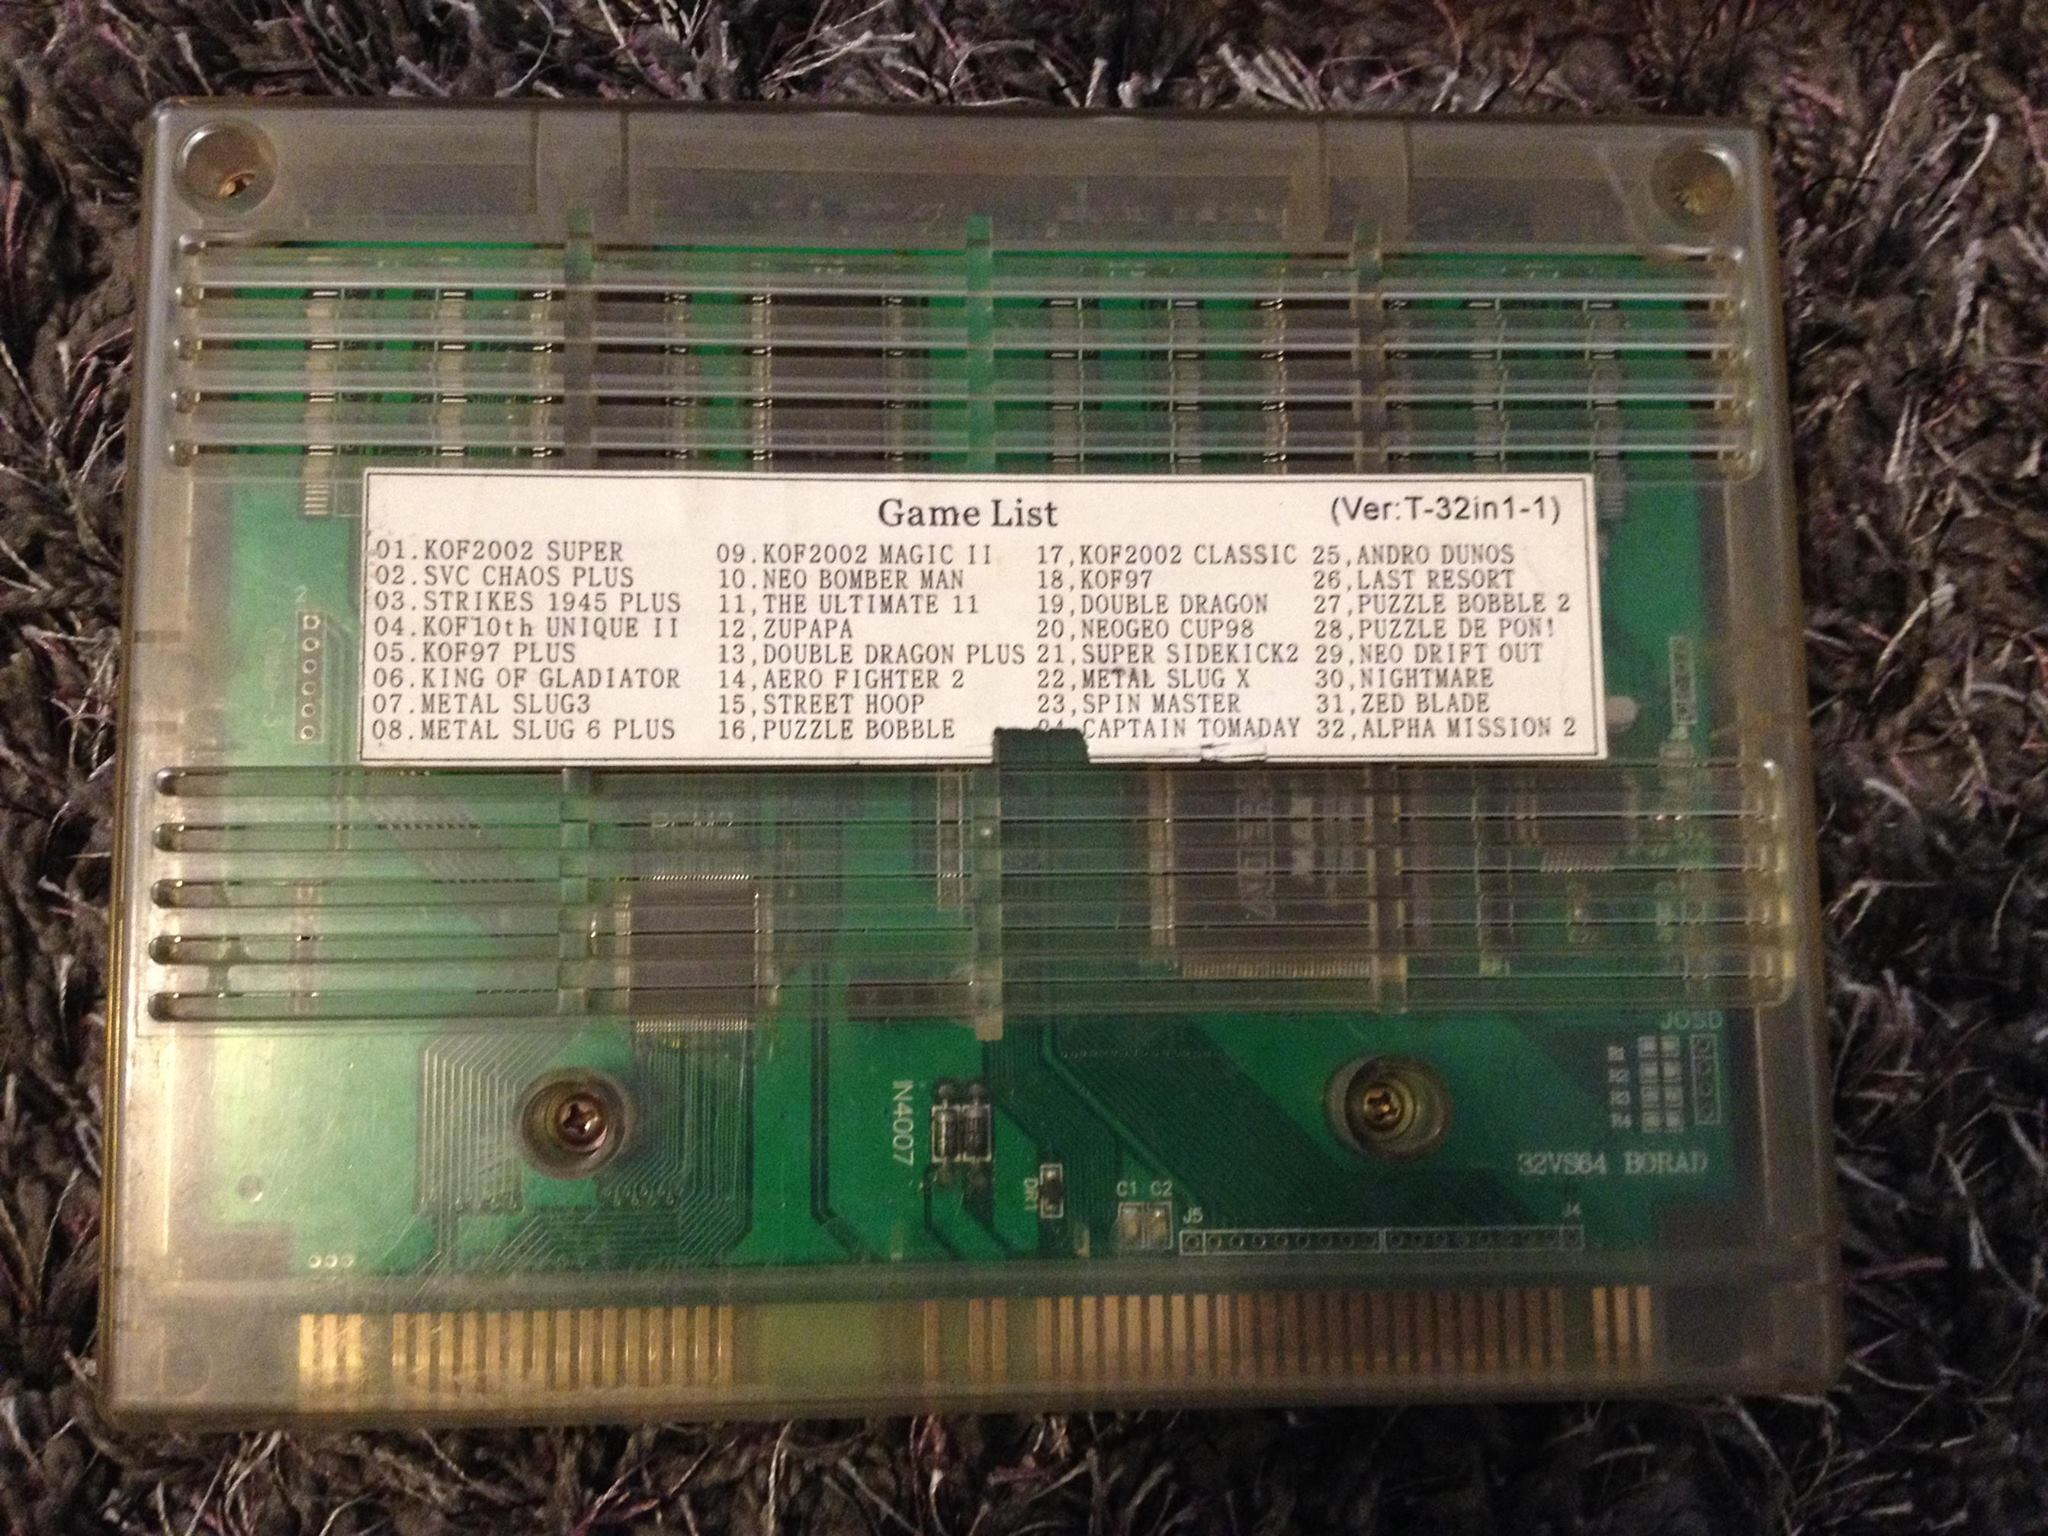 Game List (Ver:T-32in1-1)
01.KOF2002 SUPER
02.SVC CHAOS PLUS
03.STRIKES 1945 PLUS
04.KOF10th UNIQUE II
05.KOF97 PLUS
06.KING OF GLADIATOR
07.METAL SLUG3
08.METAL SLUG 6 PLUS
09.KOF2002 MAGIC II
10.NEO BOMBER MAN
11,THE ULTIMATE 11
12,ZUPAPA
13,DOUBLE DRAGON PLUS
14,AERO FIGHTER 2
15,STREET HOOP
16,PUZZLE BOBBLE
17,KOF2002 CLASSIC
18,KOF97
19,DOUBLE DRAGON
20,NEOGEO CUP98
21,SUPER SIDEKICK2
22,METAL SLUG X
23,SPIN MASTER
CAPTAIN TOMADAY
25,ANDRO DUNOS
26,LAST RESORT
27,PUZZLE BOBBLE 2
28,PUZZLE DE PON!
29,NEO DRIFT OUT
30,NIGHTMARE
31,ZED BLADE
32,ALPHA MISSION 2
IN4007
DR1
C1 C2
J5
J4
32VS64 BORAD